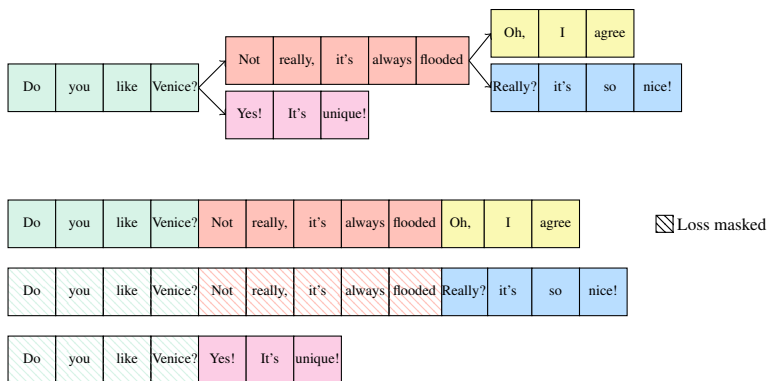 Oh, I agree
Not really, it's always flooded
Do you like Venice?
Really? it's so nice!
Yes! It's unique!
Do you like Venice? Not really, it's always flooded Oh, I agree
Loss masked
Do you like Venice? Not really, it's always flooded Really? it's so nice!
Do you like Venice? Yes! It's unique!